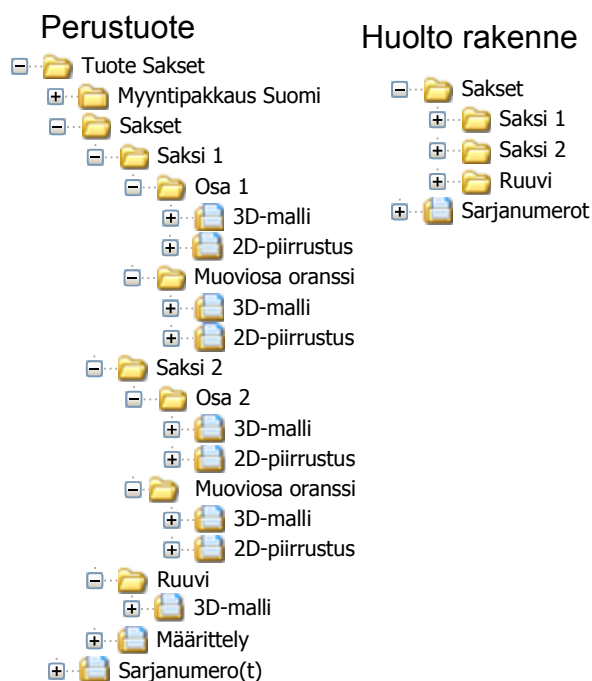 Perustuote
Tuote Sakset
Myyntipakkaus Suomi
Sakset
Saksi 1
Osa 1
3D-malli
2D-piirrustus
Muoviosa oranssi
3D-malli
2D-piirrustus
Saksi 2
Osa 2
3D-malli
2D-piirrustus
Muoviosa oranssi
3D-malli
2D-piirrustus
Ruuvi
3D-malli
Määrittely
Sarjanumero(t)
Huolto rakenne
Sakset
Saksi 1
Saksi 2
Ruuvi
Sarjanumerot